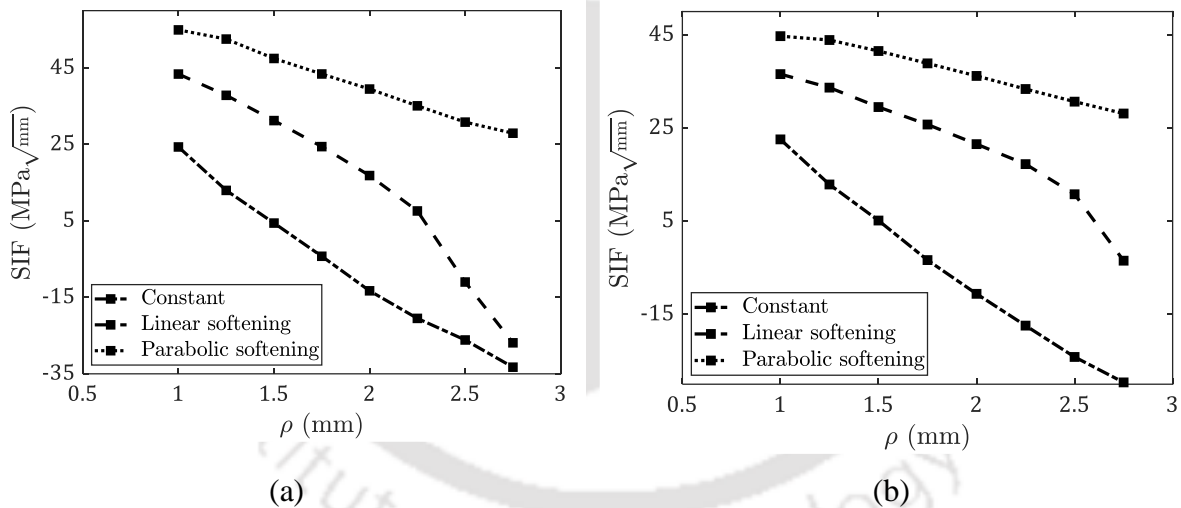 SIF (MPa√mm)
45
25
5
-15
-35
Constant
Linear softening
Parabolic softening
0.5 1 1.5 2 2.5 3
ρ (mm)
(a)
SIF (MPa√mm)
45
25
5
-15
Constant
Linear softening
Parabolic softening
0.5 1 1.5 2 2.5 3
ρ (mm)
(b)